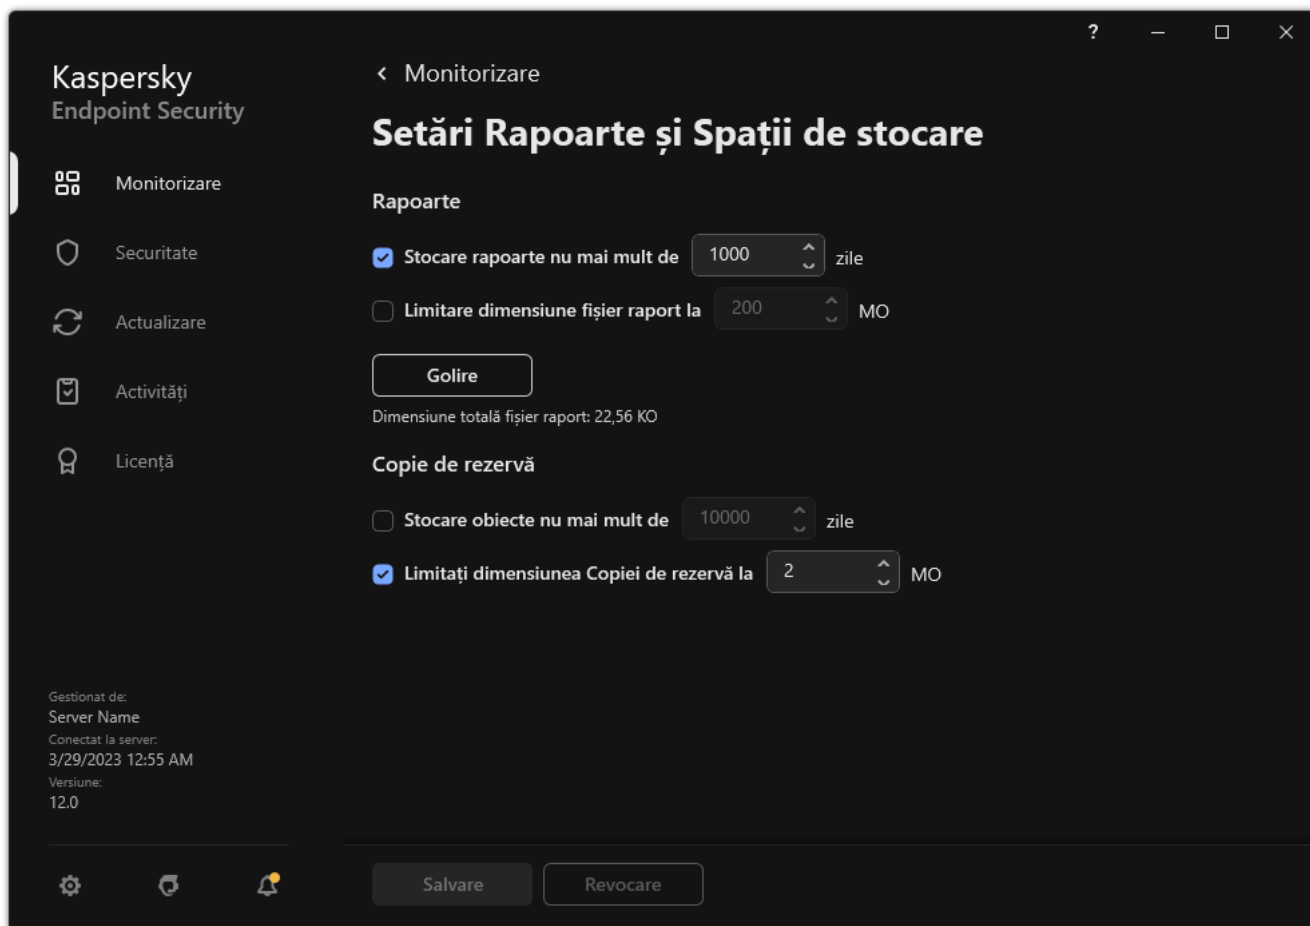 ?
Kaspersky
Endpoint Security
Monitorizare
Securitate
Actualizare
Activități
Licență
Gestionat de:
Server Name
Conectat la server:
3/29/2023 12:55 AM
Versiune:
12.0
Monitorizare
Setări Rapoarte și Spații de stocare
Rapoarte
Stocare rapoarte nu mai mult de 1000 zile
Limitare dimensiune fișier raport la 200 MO
Golire
Dimensiune totală fișier raport: 22,56 KO
Copie de rezervă
Stocare obiecte nu mai mult de 10000 zile
Limitați dimensiunea Copiei de rezervă la 2 MO
Salvare Revocare